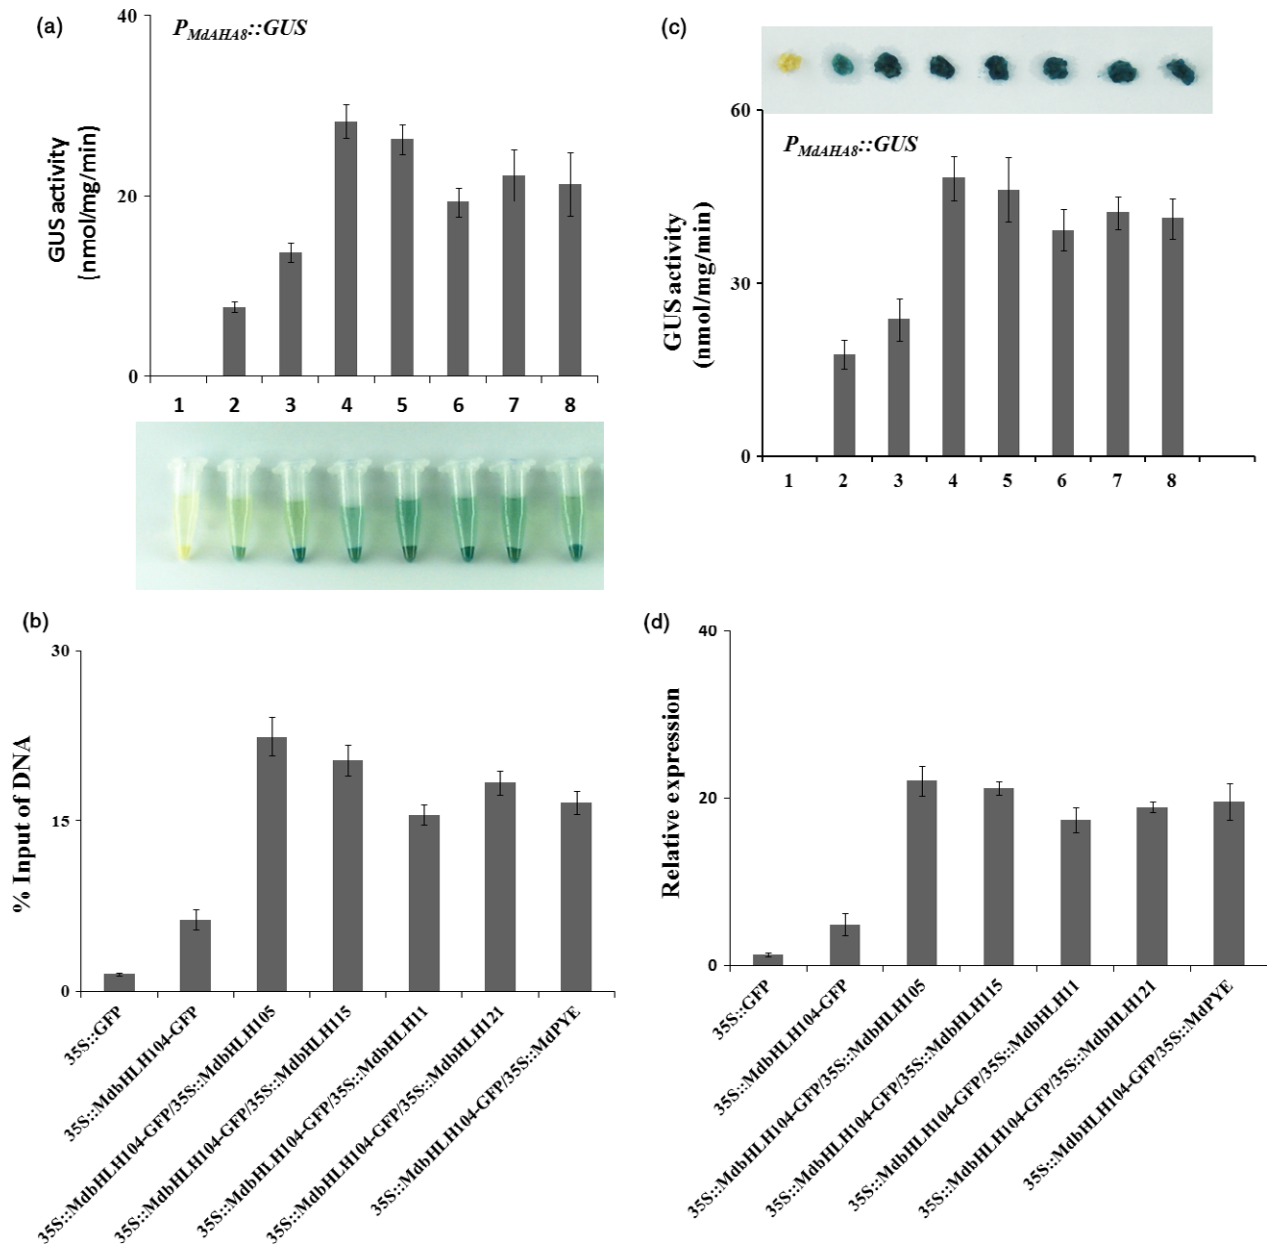 (a)
40
P_MdAHA8::GUS
GUS activity
(nmol/mg/min)
20
0
1 2 3 4 5 6 7 8
(c)
60
P_MdAHA8::GUS
GUS activity
(nmol/mg/min)
30
0
1 2 3 4 5 6 7 8
(b)
30
% Input of DNA
15
0
35S::GFP
35S::MdbHLH104-GFP
35S::MdbHLH104-GFP/35S::MdbHLH105
35S::MdbHLH104-GFP/35S::MdbHLH115
35S::MdbHLH104-GFP/35S::MdbHLH11
35S::MdbHLH104-GFP/35S::MdbHLH121
35S::MdbHLH104-GFP/35S::MdPYE
(d)
40
Relative expression
20
0
35S::GFP
35S::MdbHLH104-GFP
35S::MdbHLH104-GFP/35S::MdbHLH105
35S::MdbHLH104-GFP/35S::MdbHLH115
35S::MdbHLH104-GFP/35S::MdbHLH11
35S::MdbHLH104-GFP/35S::MdbHLH121
35S::MdbHLH104-GFP/35S::MdPYE